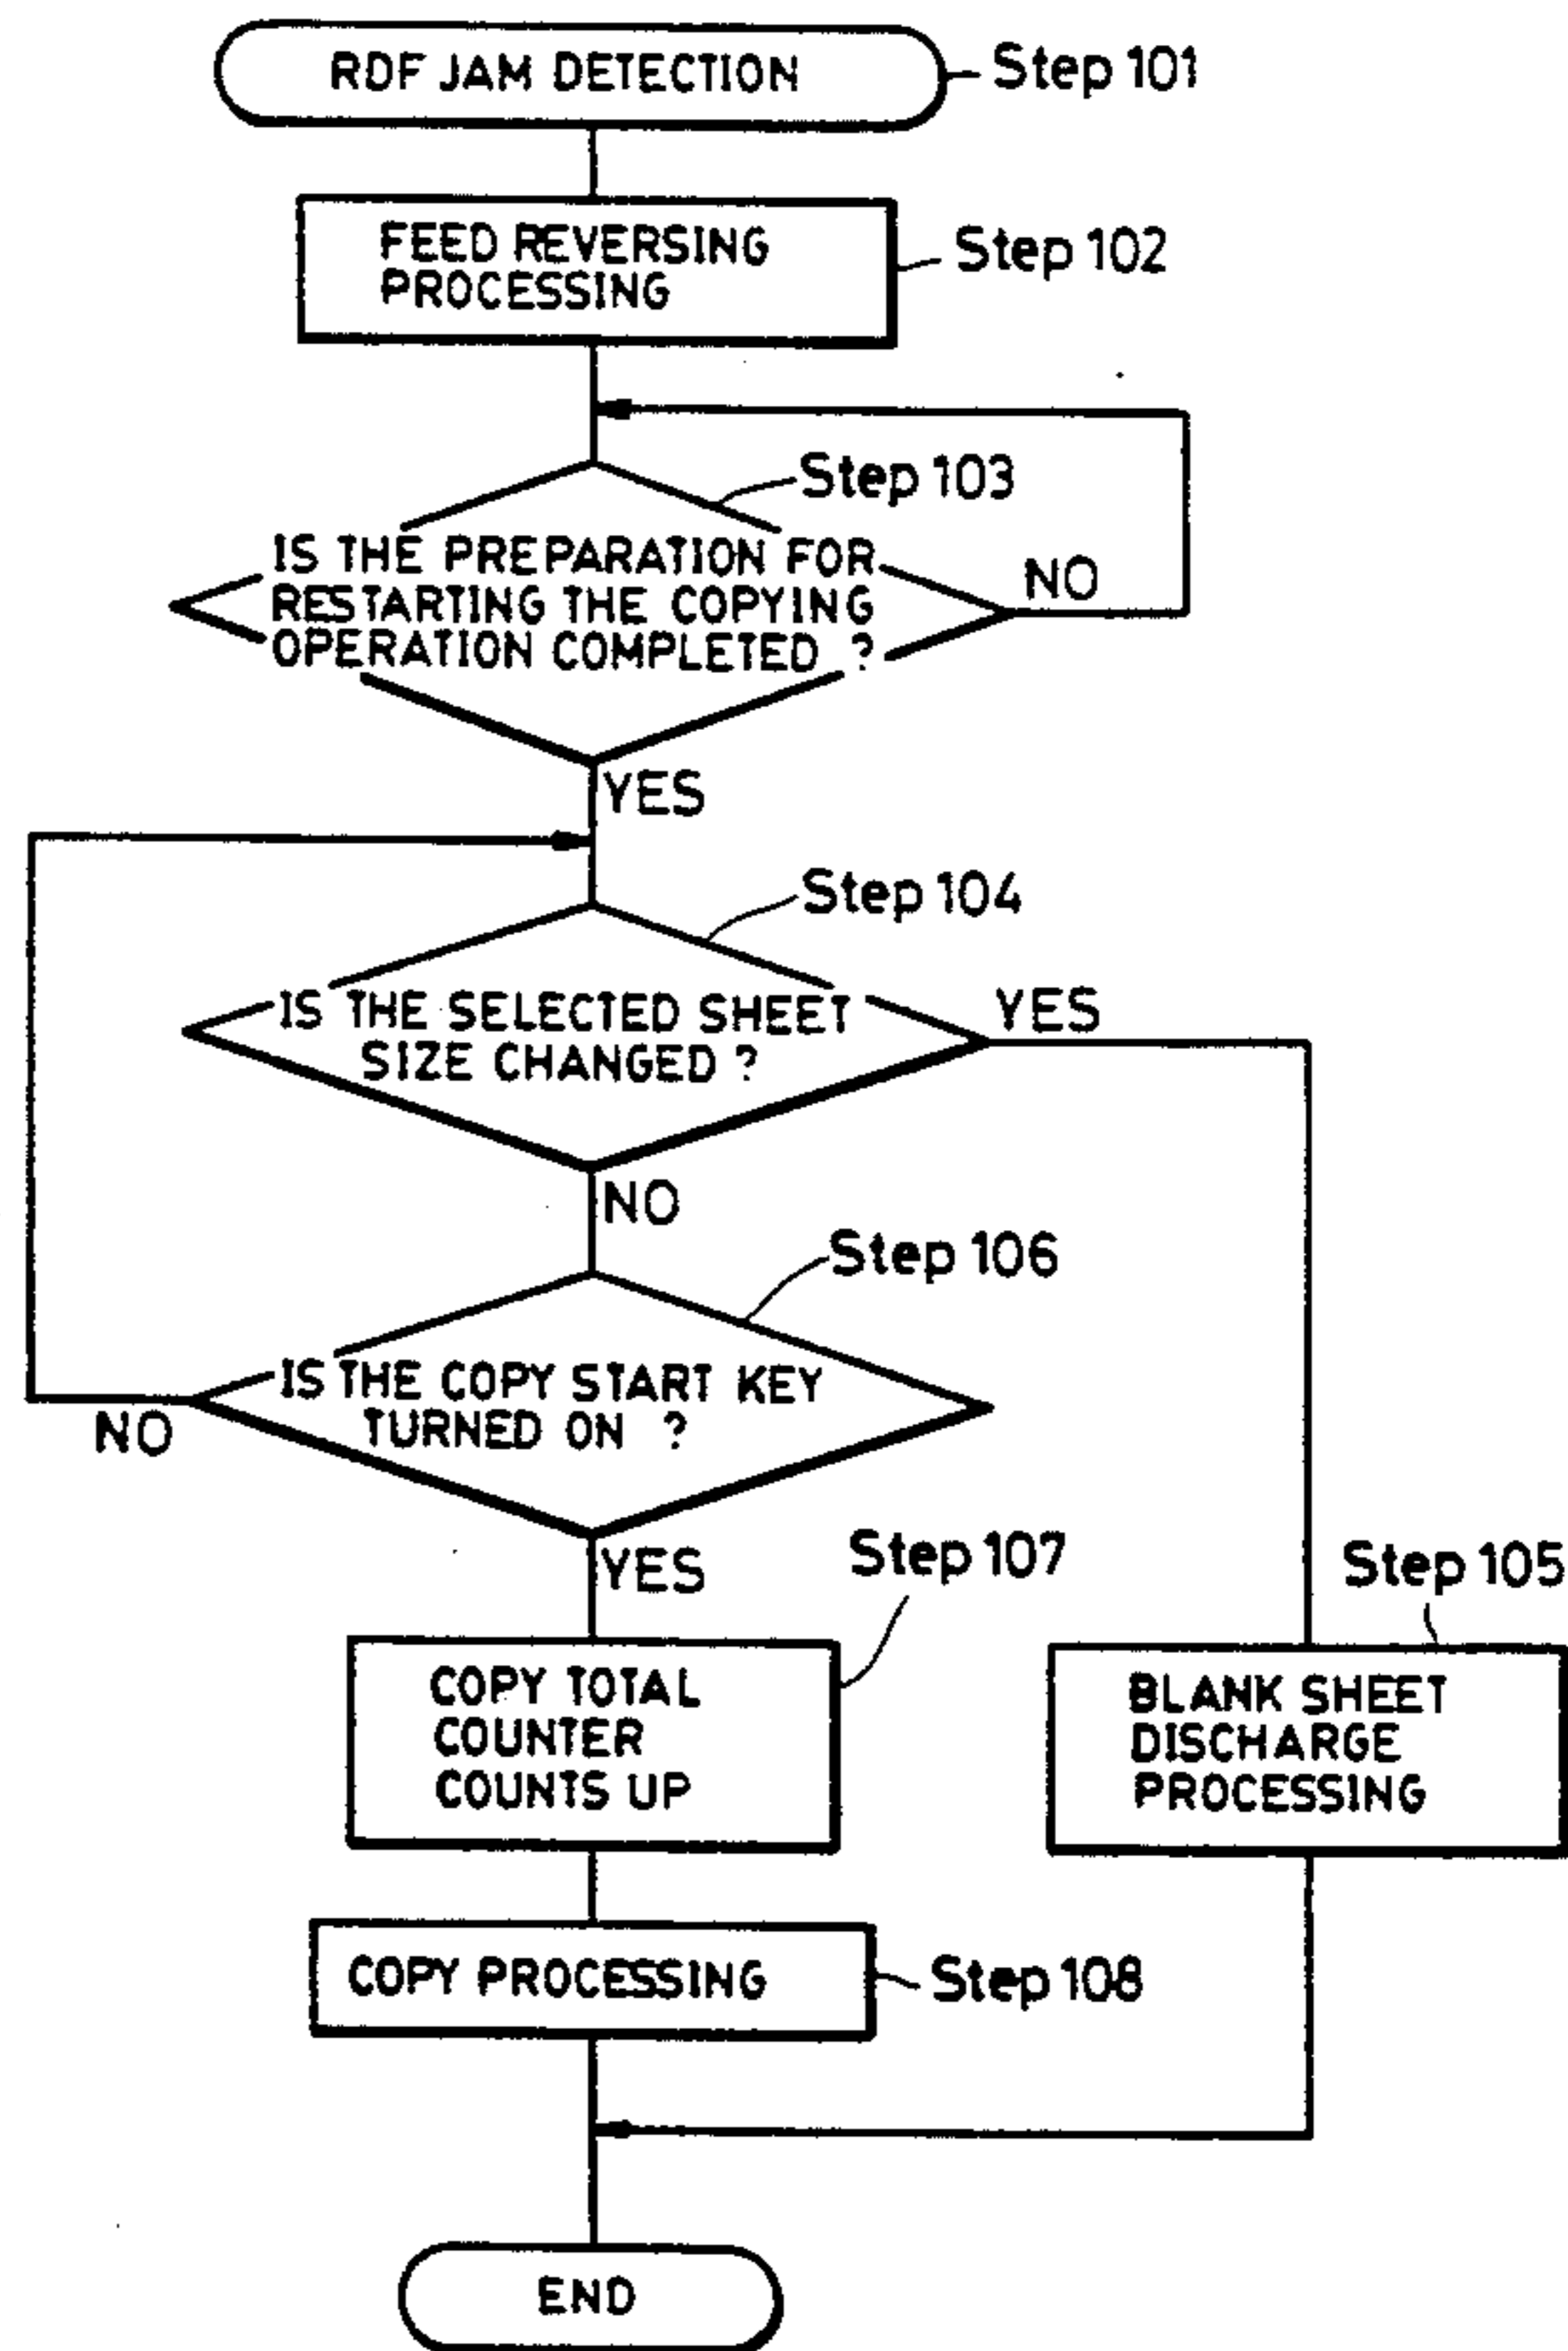 RDF JAM DETECTION
Step 101
FEED REVERSING
PROCESSING
Step 102
Step 103
IS THE PREPARATION FOR
RESTARTING THE COPYING
OPERATION COMPLETED ?
NO
YES
Step 104
IS THE SELECTED SHEET
SIZE CHANGED ?
YES
NO
Step 106
IS THE COPY START KEY
TURNED ON ?
NO
YES
Step 107
Step 105
COPY TOTAL
COUNTER
COUNTS UP
BLANK SHEET
DISCHARGE
PROCESSING
COPY PROCESSING
Step 108
END